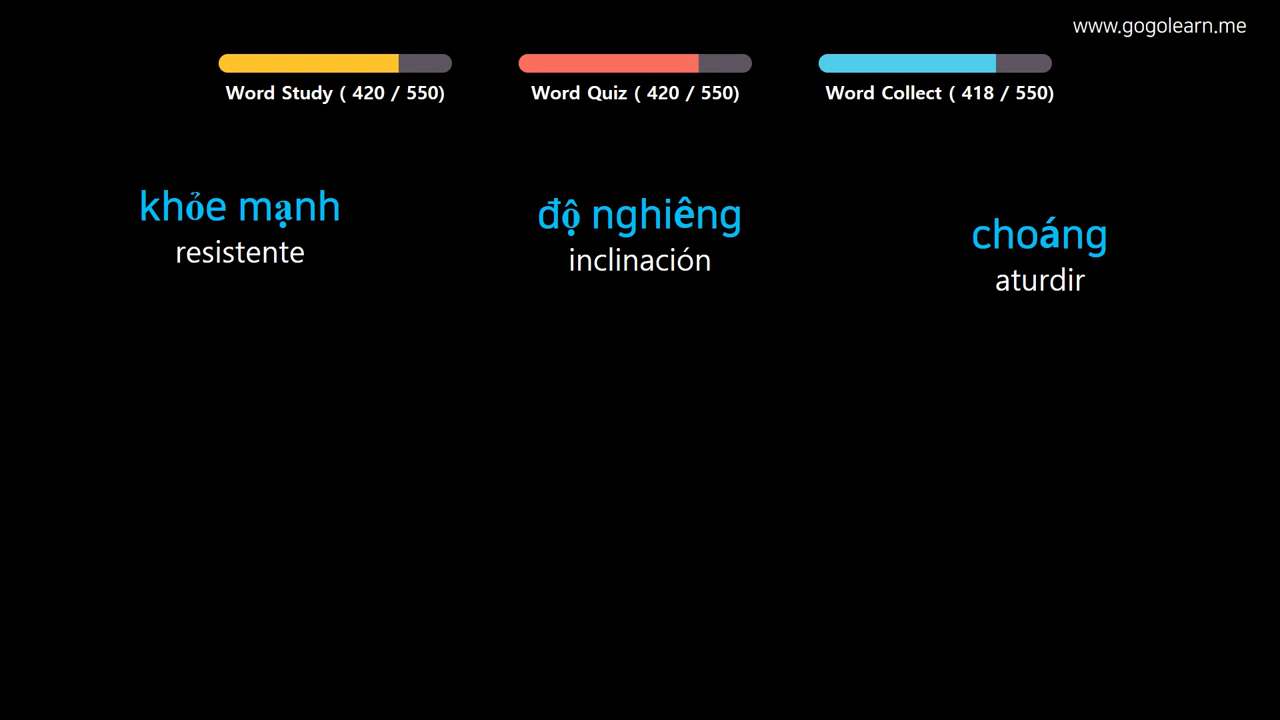 www.gogolearn.me
Word Study ( 420 / 550)
Word Quiz ( 420 / 550)
Word Collect ( 418 / 550)
khỏe mạnh
resistente
độ nghiêng
inclinación
choáng
aturdir